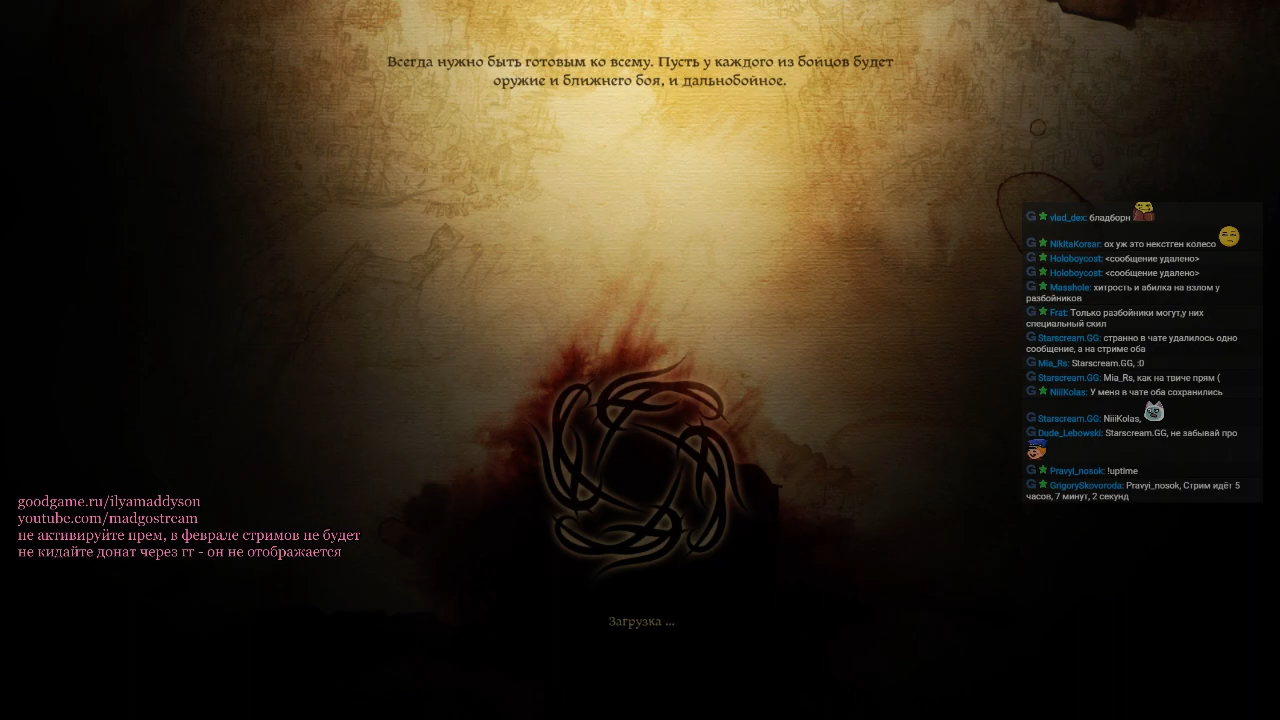 Всегда нужно быть готовым ко всему. Пусть у каждого из бойцов будет
оружие и ближнего боя, и дальнобойное.
vlad_dex: бладборн
NikitaKorsar: ох уж это некстген колесо
Holoboycost: <сообщение удалено>
Holoboycost: <сообщение удалено>
Masshole: хитрость и абилка на взлом у
разбойников
Frat: Только разбойники могут,у них
специальный скил
Starscream.GG: странно в чате удалилось одно
сообщение, а на стриме оба
Mia_Rs: Starscream.GG, :0
Starscream.GG: Mia_Rs, как на твиче прям (
NiiiKolas: У меня в чате оба сохранились
Starscream.GG: NiiiKolas,
Dude_Lebowski: Starscream.GG, не забывай про
Pravyi_nosok: !uptime
GrigorySkovoroda: Pravyi_nosok, Стрим идёт 5
часов, 7 минут, 2 секунд
goodgame.ru/ilyamaddyson
youtube.com/madgostream
не активируйте прем, в феврале стримов не будет
не кидайте донат через гг - он не отображается
Загрузка ...